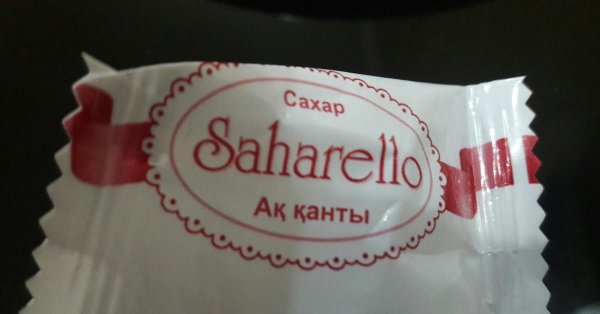 Сахар
Saharello
Ақ қанты